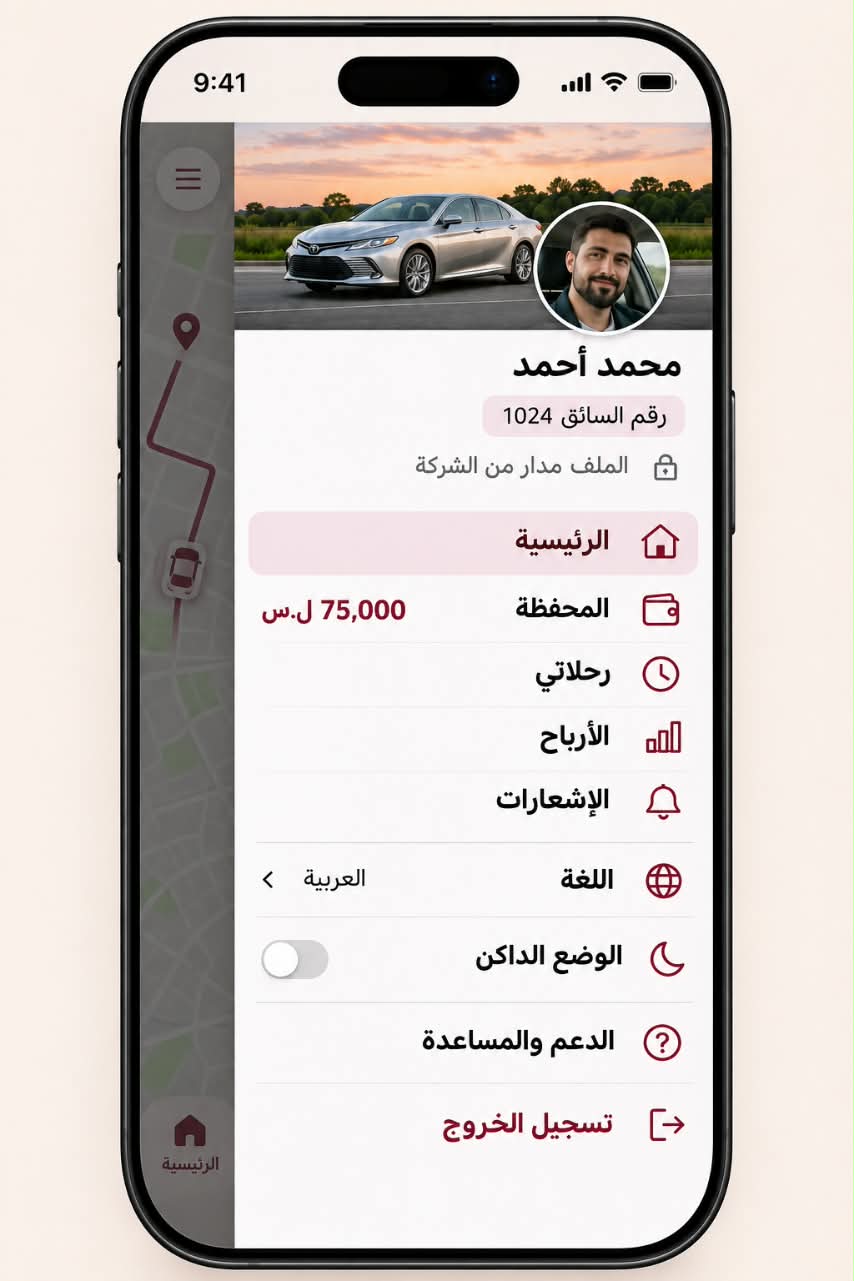 9:41
محمد أحمد
رقم السائق 1024
الملف مدار من الشركة
الرئيسية
المحفظة 75,000 ل.س
رحلاتي
الأرباح
الإشعارات
اللغة العربية
الوضع الداكن
الدعم والمساعدة
تسجيل الخروج
الرئيسية